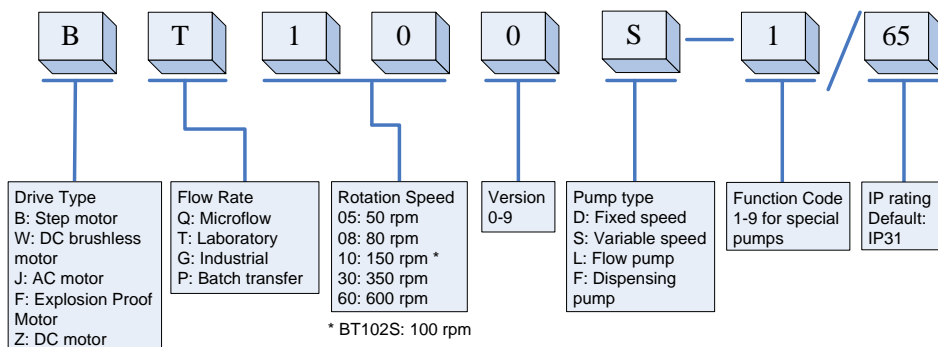 B T 1 0 0 S — 1 / 65
Drive Type
B: Step motor
W: DC brushless
motor
J: AC motor
F: Explosion Proof
Motor
Z: DC motor
Flow Rate
Q: Microflow
T: Laboratory
G: Industrial
P: Batch transfer
Rotation Speed
05: 50 rpm
08: 80 rpm
10: 150 rpm *
30: 350 rpm
60: 600 rpm
* BT102S: 100 rpm
Version
0-9
Pump type
D: Fixed speed
S: Variable speed
L: Flow pump
F: Dispensing
pump
Function Code
1-9 for special
pumps
IP rating
Default:
IP31